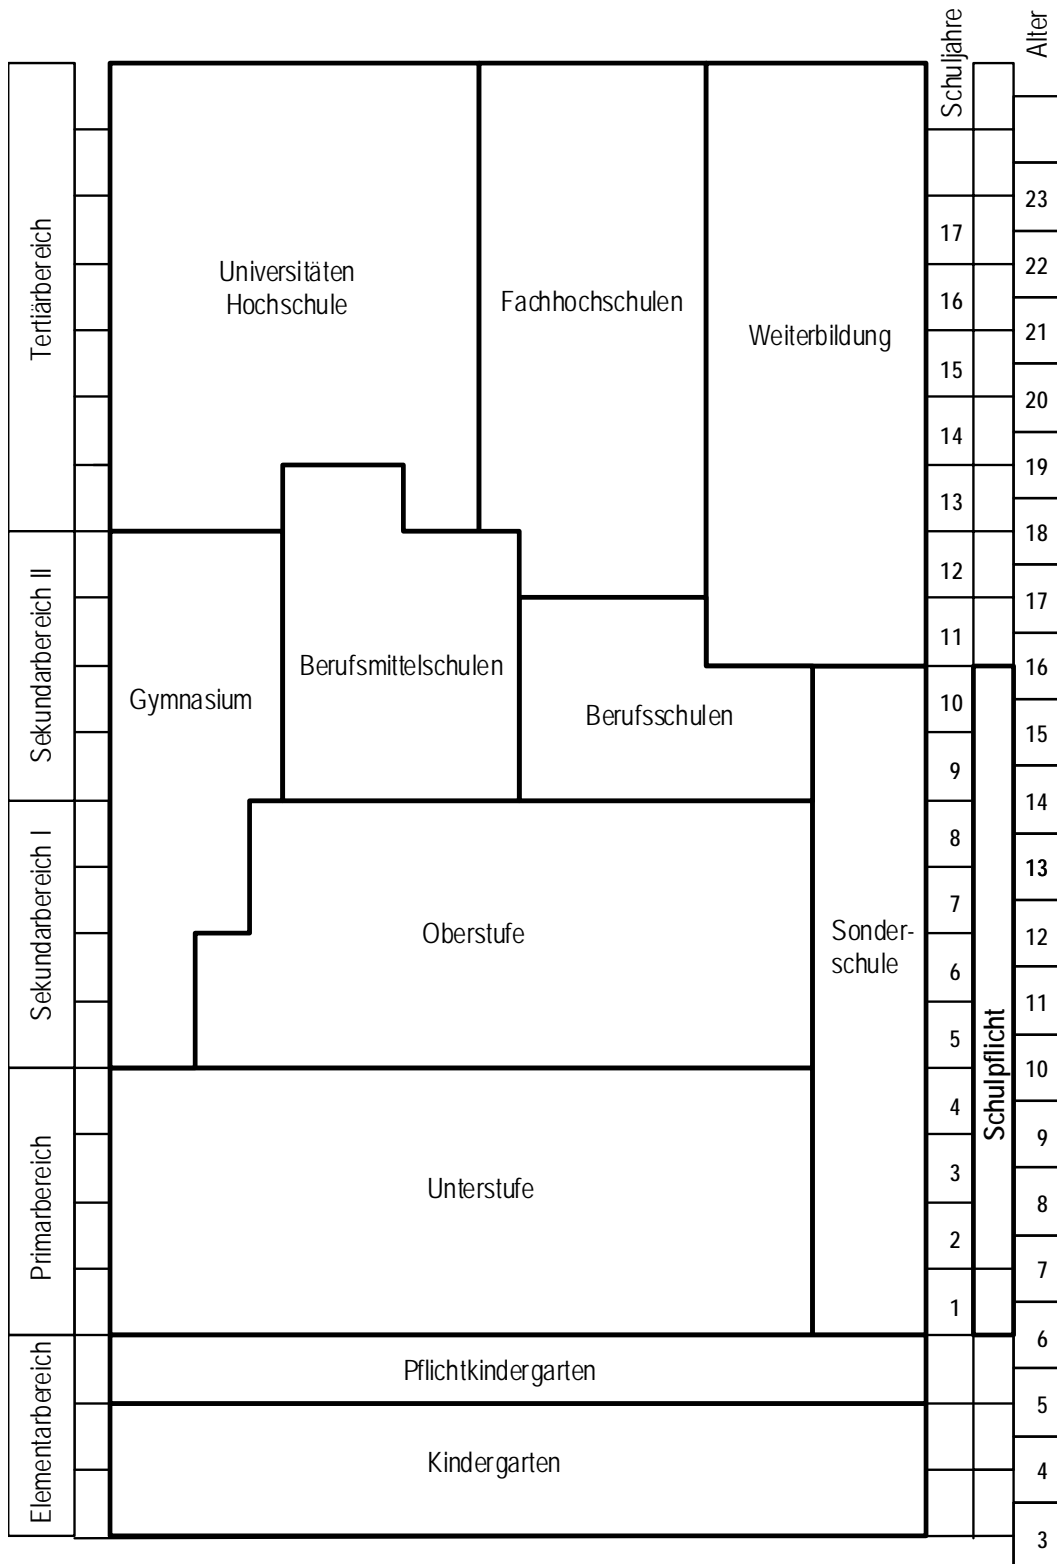 Schuljahre
Alter
Tertiärbereich
Universitäten
Hochschule
Fachhochschulen
Weiterbildung
23
17
22
16
21
15
20
14
19
13
18
Sekundarbereich II
12
17
11
Gymnasium
Berufsmittelschulen
Berufsschulen
16
10
15
9
14
Sekundarbereich I
8
13
7
Oberstufe
Sonder-
schule
12
6
11
5
Schulpflicht
10
Primarbereich
4
9
3
Unterstufe
8
2
7
1
6
Elementarbereich
Pflichtkindergarten
5
Kindergarten
4
3